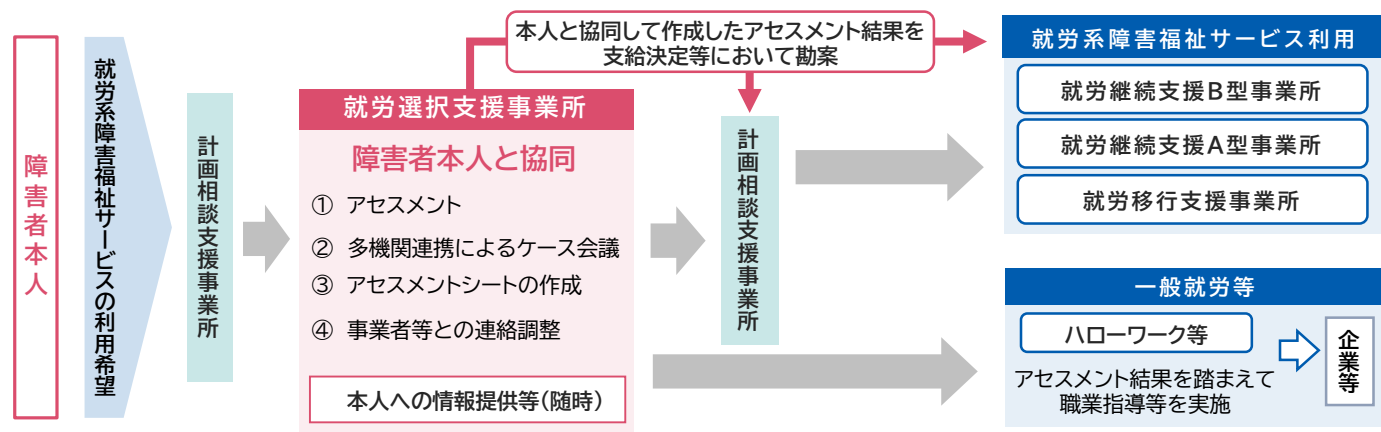 障害者本人
就労系障害福祉サービスの利用希望
計画相談支援事業所
本人と協同して作成したアセスメント結果を
支給決定等において勘案
就労選択支援事業所
障害者本人と協同
① アセスメント
② 多機関連携によるケース会議
③ アセスメントシートの作成
④ 事業者等との連絡調整
本人への情報提供等(随時)
計画相談支援事業所
就労系障害福祉サービス利用
就労継続支援B型事業所
就労継続支援A型事業所
就労移行支援事業所
一般就労等
ハローワーク等
アセスメント結果を踏まえて
職業指導等を実施
企業等